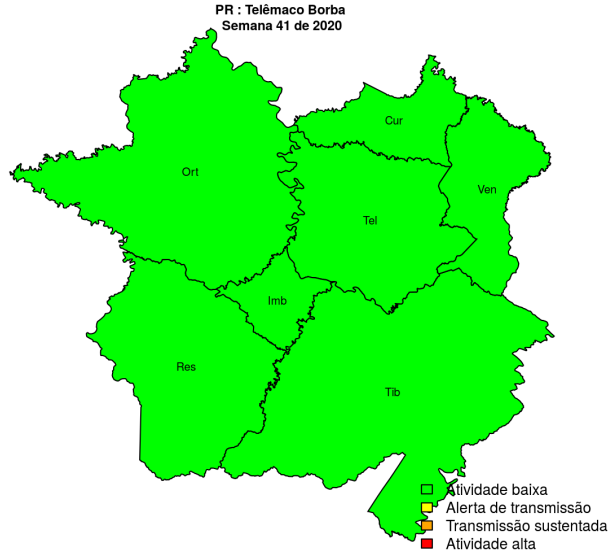 PR : Telêmaco Borba
Semana 41 de 2020
Cur
Ort
Ven
Tel
Imb
Res
Tib
Atividade baixa
Alerta de transmissão
Transmissão sustentada
Atividade alta